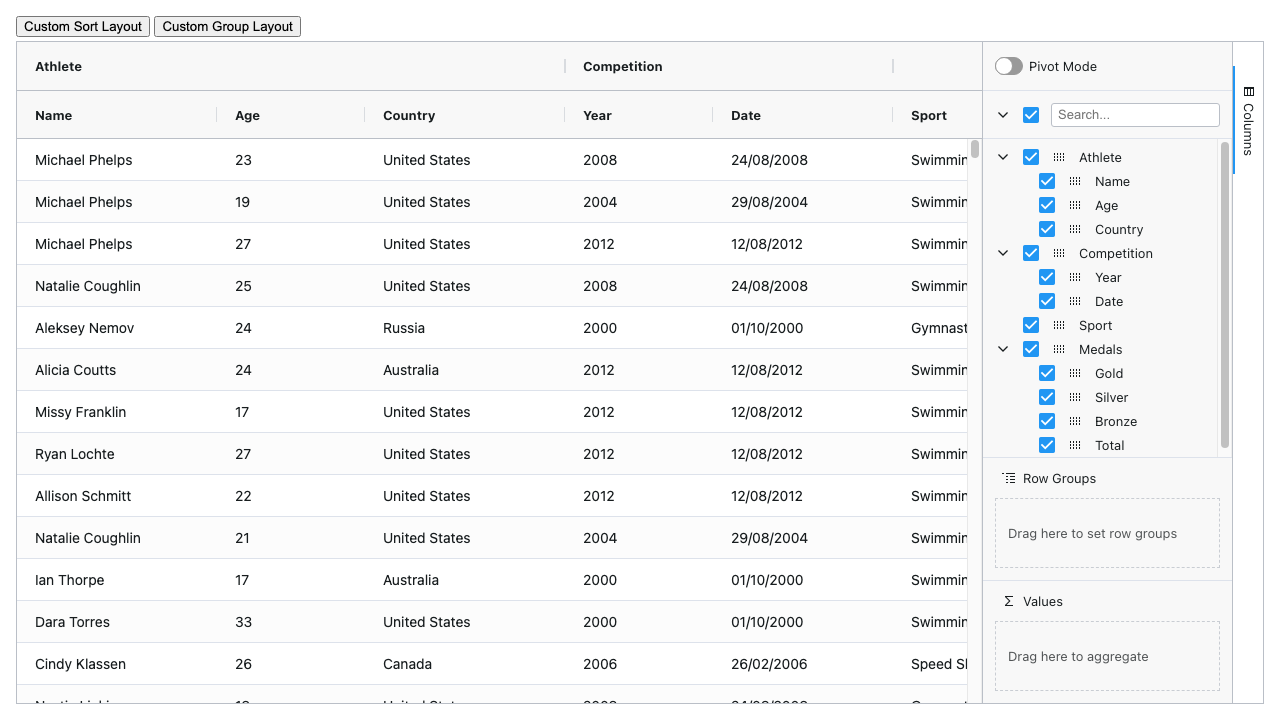 Custom Sort Layout Custom Group Layout
Athlete Competition
Name Age Country Year Date Sport
Michael Phelps 23 United States 2008 24/08/2008 Swimmin
Michael Phelps 19 United States 2004 29/08/2004 Swimmin
Michael Phelps 27 United States 2012 12/08/2012 Swimmin
Natalie Coughlin 25 United States 2008 24/08/2008 Swimmin
Aleksey Nemov 24 Russia 2000 01/10/2000 Gymnast
Alicia Coutts 24 Australia 2012 12/08/2012 Swimmin
Missy Franklin 17 United States 2012 12/08/2012 Swimmin
Ryan Lochte 27 United States 2012 12/08/2012 Swimmin
Allison Schmitt 22 United States 2012 12/08/2012 Swimmin
Natalie Coughlin 21 United States 2004 29/08/2004 Swimmin
Ian Thorpe 17 Australia 2000 01/10/2000 Swimmin
Dara Torres 33 United States 2000 01/10/2000 Swimmin
Cindy Klassen 26 Canada 2006 26/02/2006 Speed S
Pivot Mode
Search...
Athlete
Name
Age
Country
Competition
Year
Date
Sport
Medals
Gold
Silver
Bronze
Total
Row Groups
Drag here to set row groups
Values
Drag here to aggregate
Columns